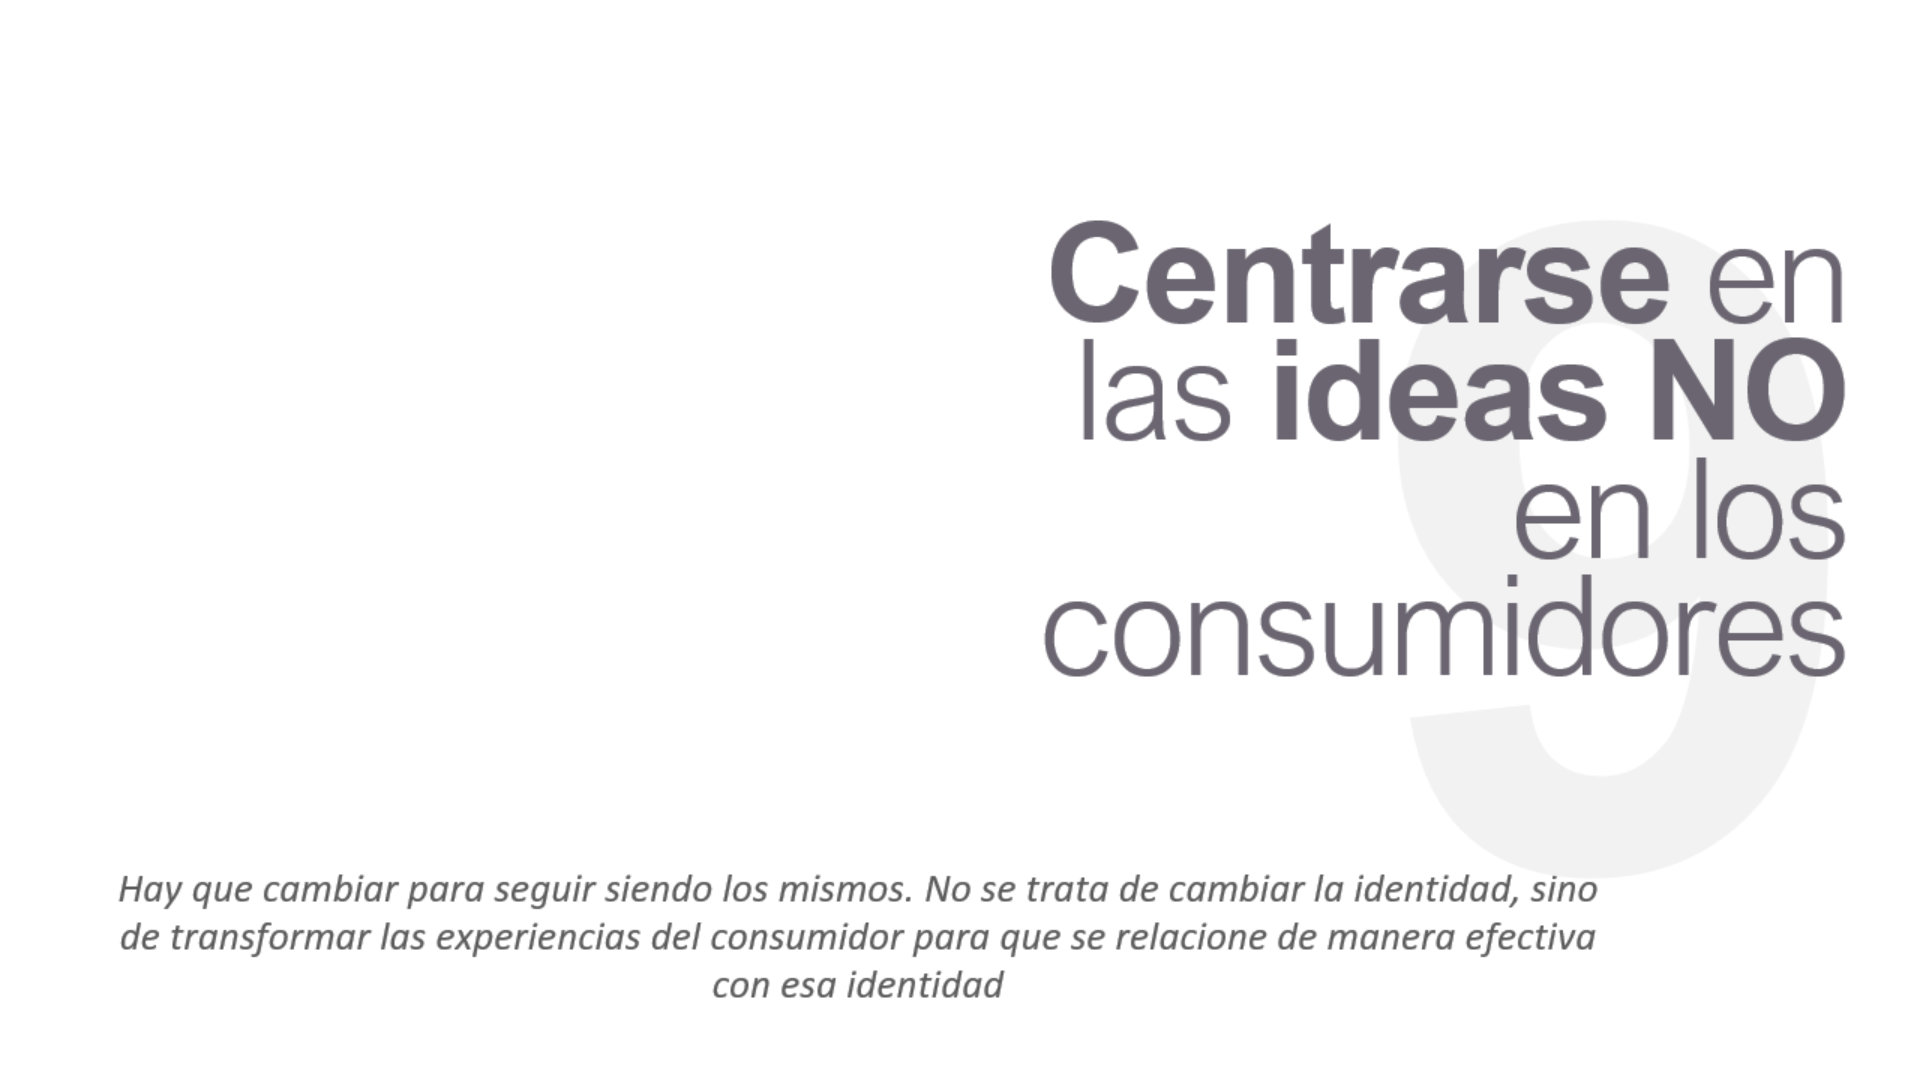 9
Centrarse en
las ideas NO
en los
consumidores
Hay que cambiar para seguir siendo los mismos. No se trata de cambiar la identidad, sino
de transformar las experiencias del consumidor para que se relacione de manera efectiva
con esa identidad